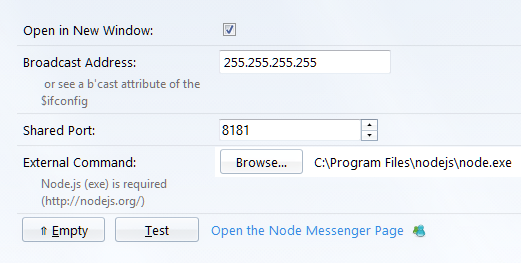 Open in New Window:
Broadcast Address: 255.255.255.255
or see a b'cast attribute of the
$ifconfig
Shared Port: 8181
External Command: Browse... C:\Program Files\nodejs\node.exe
Node.js (exe) is required
(http://nodejs.org/)
⇑ Empty Test Open the Node Messenger Page